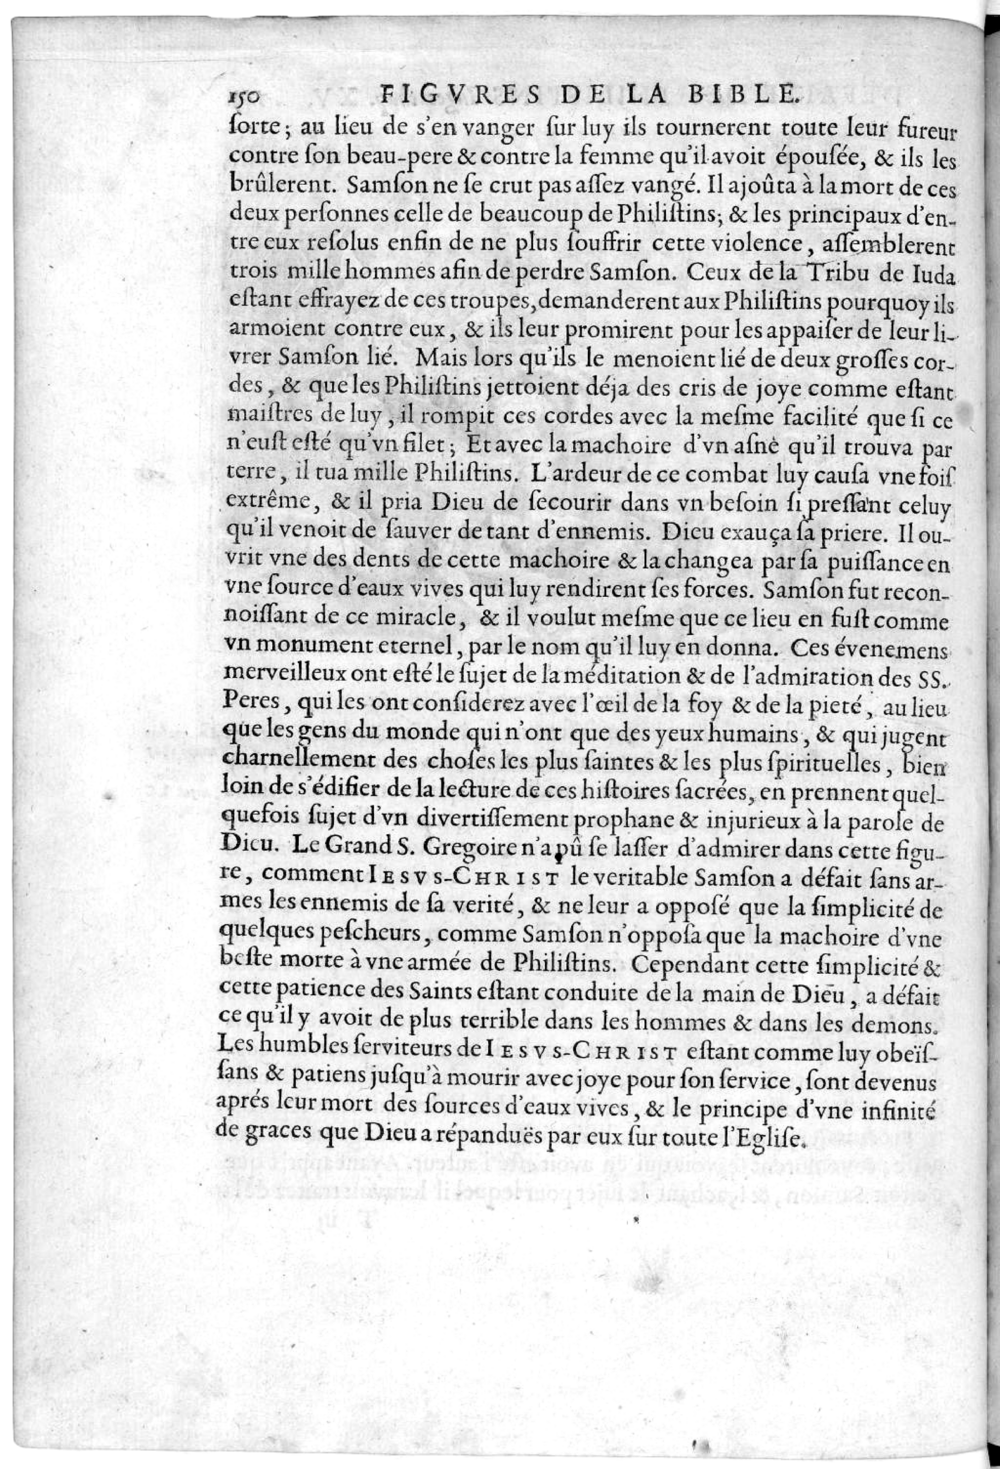 150 FIGVRES DE LA BIBLE.
ſorte; au lieu de s'en vanger ſur luy ils tournerent toute leur fureur
contre ſon beau-pere & contre la femme qu'il avoit épouſée, & ils les
brûlerent. Samſon ne ſe crut pas aſſez vangé. Il ajoûta à la mort de ces
deux perſonnes celle de beaucoup de Philiſtins; & les principaux d'en-
tre eux reſolus enfin de ne plus ſouffrir cette violence, aſſemblerent
trois mille hommes afin de perdre Samſon. Ceux de la Tribu de Iuda
eſtant effrayez de ces troupes, demanderent aux Philiſtins pourquoy ils
armoient contre eux, & ils leur promirent pour les appaiſer de leur li-
vrer Samſon lié. Mais lors qu'ils le menoient lié de deux groſſes cor-
des, & que les Philiſtins jettoient déja des cris de joye comme eſtant
maiſtres de luy, il rompit ces cordes avec la meſme facilité que ſi ce
n'euſt eſté qu'vn filet; Et avec la machoire d'vn aſne qu'il trouva par
terre, il tua mille Philiſtins. L'ardeur de ce combat luy cauſa vne ſoif
extrême, & il pria Dieu de ſecourir dans vn beſoin ſi preſſant celuy
qu'il venoit de ſauver de tant d'ennemis. Dieu exauça ſa priere. Il ou-
vrit vne des dents de cette machoire & la changea par ſa puiſſance en
vne ſource d'eaux vives qui luy rendirent ſes forces. Samſon fut recon-
noiſſant de ce miracle, & il voulut meſme que ce lieu en fuſt comme
vn monument eternel, par le nom qu'il luy en donna. Ces évenemens
merveilleux ont eſté le ſujet de la méditation & de l'admiration des SS.
Peres, qui les ont conſiderez avec l'œil de la foy & de la pieté, au lieu
que les gens du monde qui n'ont que des yeux humains, & qui jugent
charnellement des choſes les plus ſaintes & les plus ſpirituelles, bien
loin de s'édifier de la lecture de ces hiſtoires ſacrées, en prennent quel-
quefois ſujet d'vn divertiſſement prophane & injurieux à la parole de
Dieu. Le Grand S. Gregoire n'a pû ſe laſſer d'admirer dans cette figu-
re, comment IESVS-CHRIST le veritable Samſon a défait ſans ar-
mes les ennemis de ſa verité, & ne leur a oppoſé que la ſimplicité de
quelques peſcheurs, comme Samſon n'oppoſa que la machoire d'vne
beſte morte à vne armée de Philiſtins. Cependant cette ſimplicité &
cette patience des Saints eſtant conduite de la main de Dieu, a défait
ce qu'il y avoit de plus terrible dans les hommes & dans les demons.
Les humbles ſerviteurs de IESVS-CHRIST eſtant comme luy obeïſ-
ſans & patiens juſqu'à mourir avec joye pour ſon ſervice, ſont devenus
aprés leur mort des ſources d'eaux vives, & le principe d'vne infinité
de graces que Dieu a répanduës par eux ſur toute l'Egliſe.